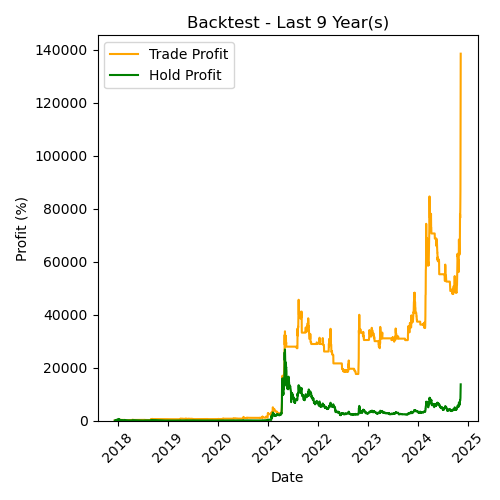 Backtest - Last 9 Year(s)
Trade Profit
Hold Profit
140000
120000
100000
80000
60000
40000
20000
0
Profit (%)
2018 2019 2020 2021 2022 2023 2024 2025
Date